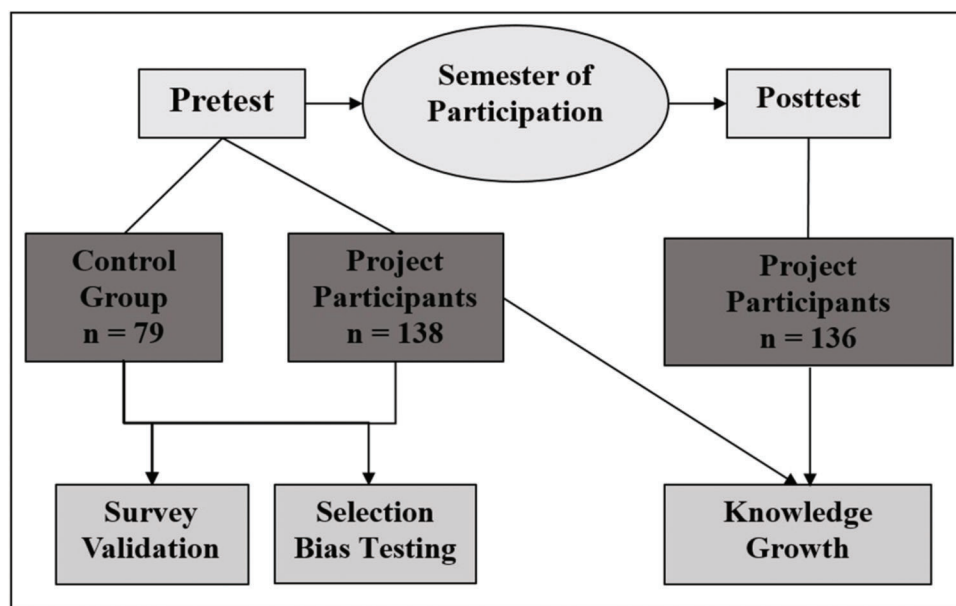 Pretest
Semester of
Participation
Posttest
Control
Group
n = 79
Project
Participants
n = 138
Project
Participants
n = 136
Survey
Validation
Selection
Bias Testing
Knowledge
Growth